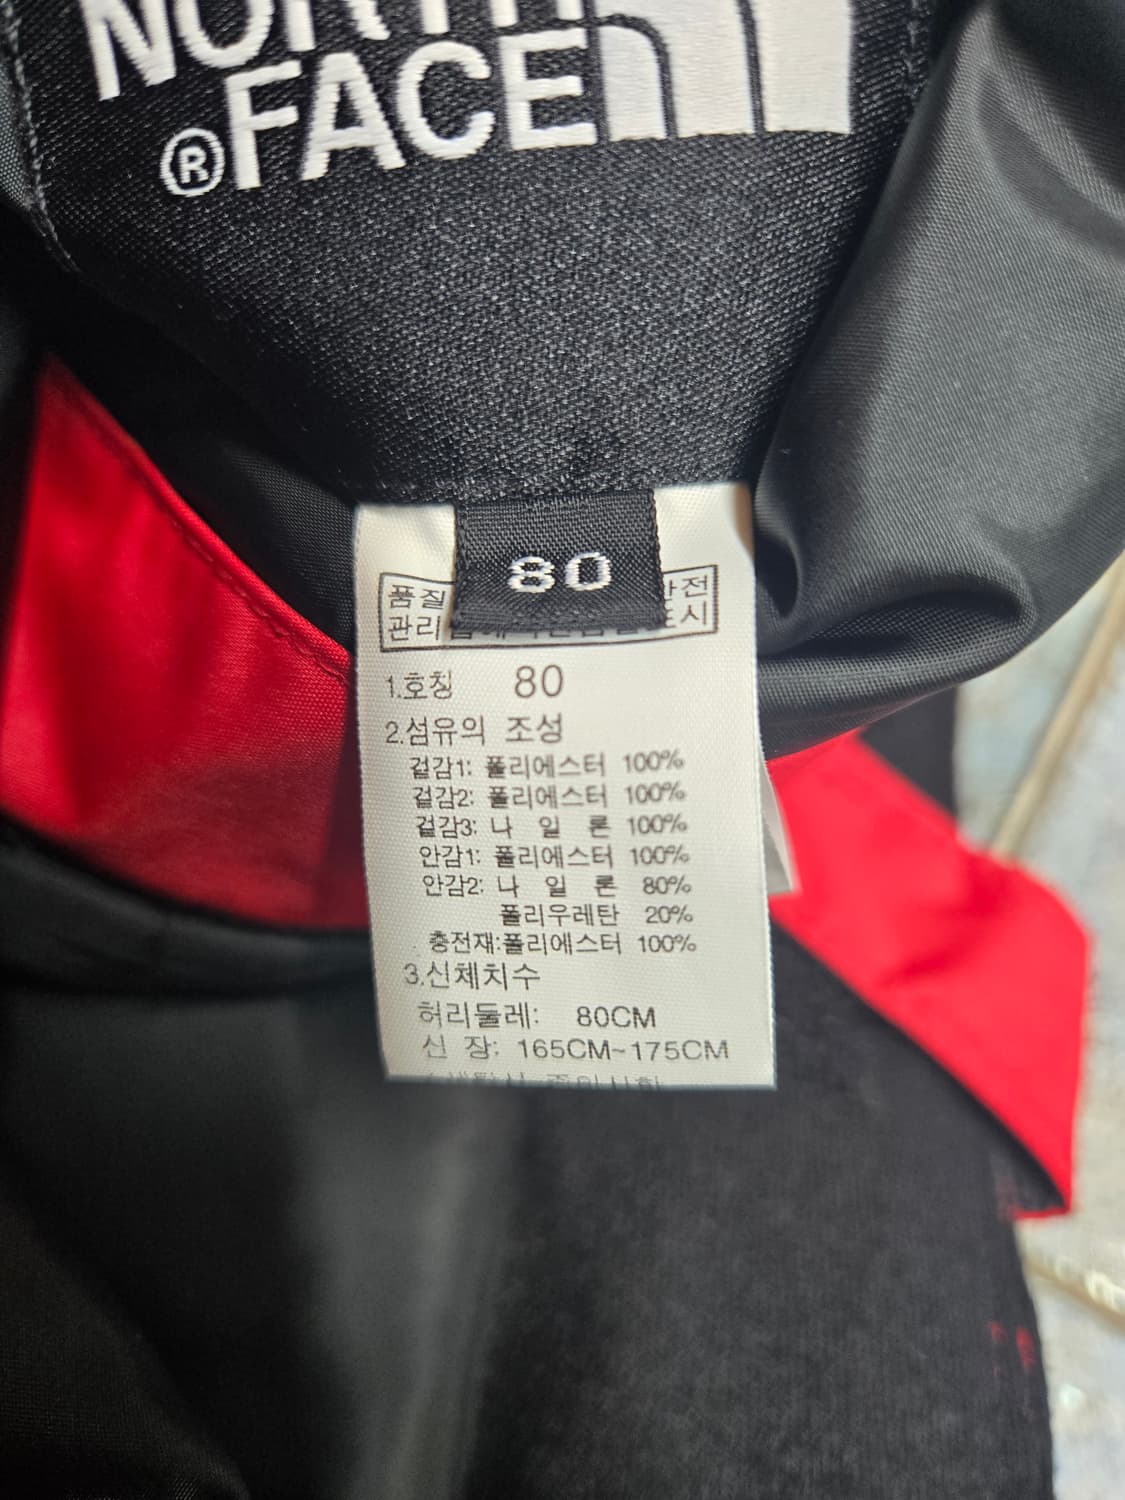 NORTH
®FACE
80
품질
관리
1.호칭 80
2.섬유의 조성
겉감1: 폴리에스터 100%
겉감2: 폴리에스터 100%
겉감3: 나 일 론 100%
안감1: 폴리에스터 100%
안감2: 나 일 론 80%
폴리우레탄 20%
충전재:폴리에스터 100%
3.신체치수
허리둘레: 80CM
신 장: 165CM~175CM